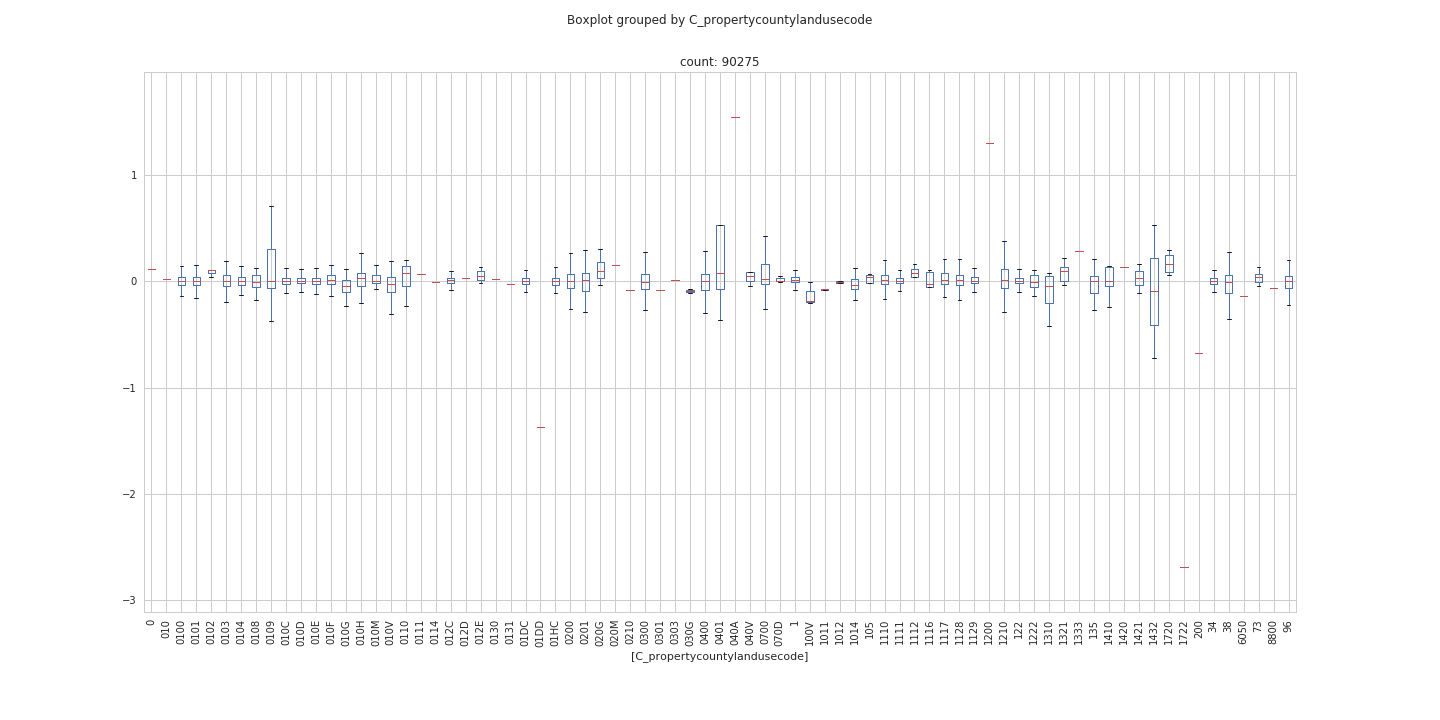 Boxplot grouped by C_propertycountylandusecode
count: 90275
1
0
−1
−2
−3
0 010 0100 0101 0102 0103 0104 0108 0109 010C 010D 010E 010F 010G 010H 010M 010V 0110 0111 0114 012C 012D 012E 0130 0131 01DC 01DD 01HC 0200 0201 020G 020M 0210 0300 0301 0303 030G 0400 0401 040A 040V 0700 070D 1 100V 1011 1012 1014 105 1110 1111 1112 1116 1117 1128 1129 1200 1210 122 1222 1310 1321 1333 135 1410 1420 1421 1432 1720 1722 200 34 38 6050 73 8800 96
[C_propertycountylandusecode]